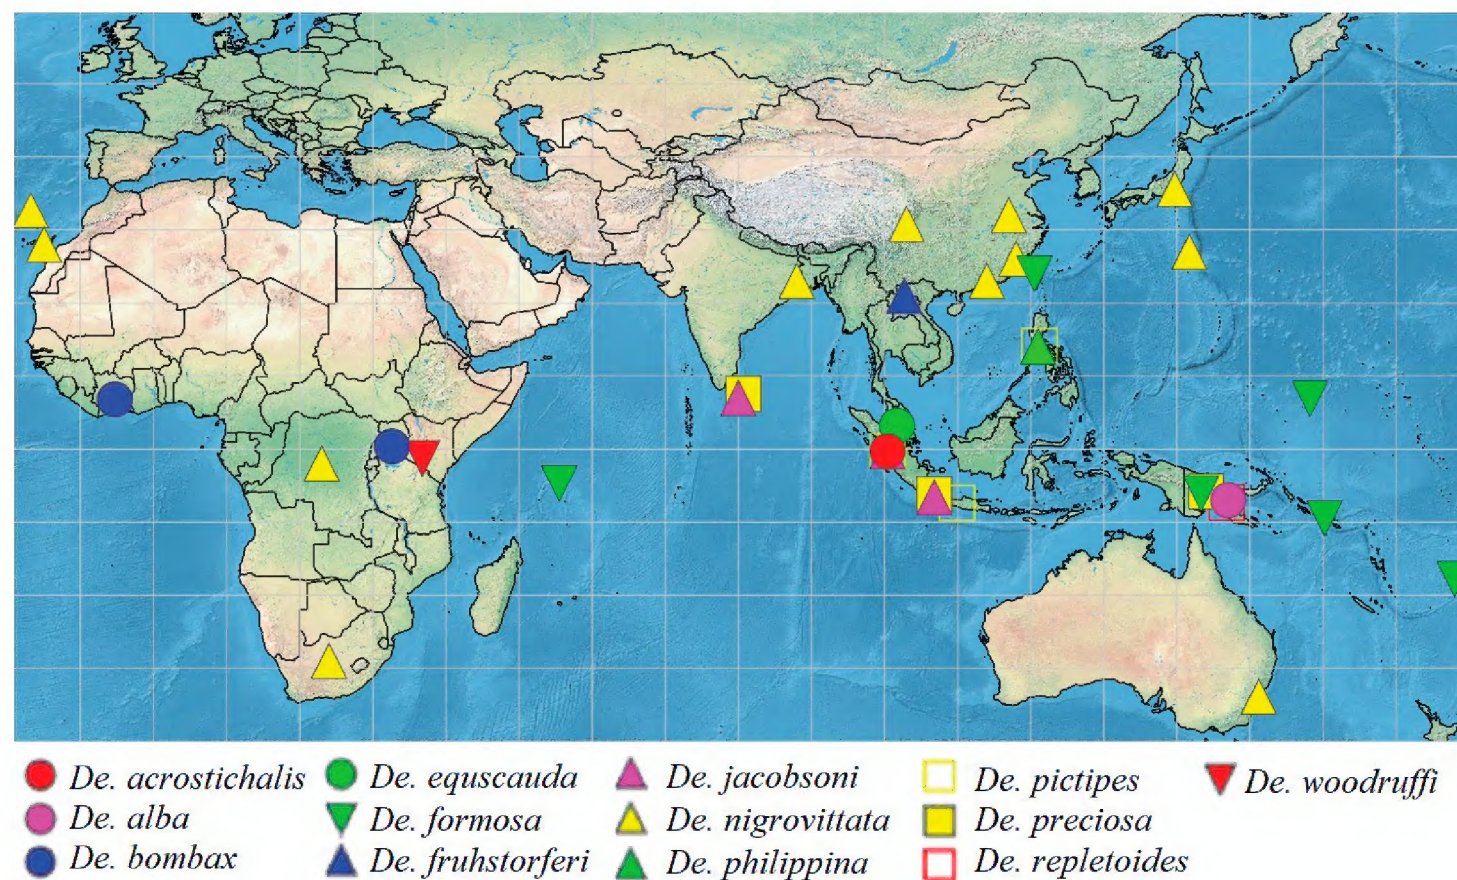 De. acrostichalis De. equscauda De. jacobsoni De. pictipes De. woodruffi
De. alba De. formosa De. nigrovittata De. preciosa
De. bombax De. fruhstorferi De. philippina De. repletoides